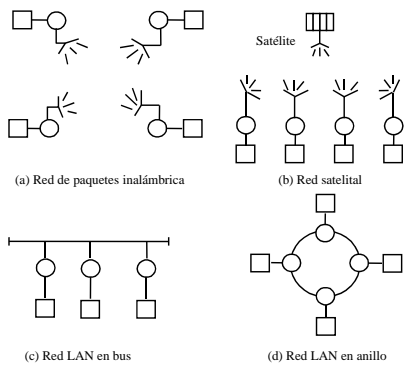 Satélite
(a) Red de paquetes inalámbrica
(b) Red satelital
(c) Red LAN en bus
(d) Red LAN en anillo